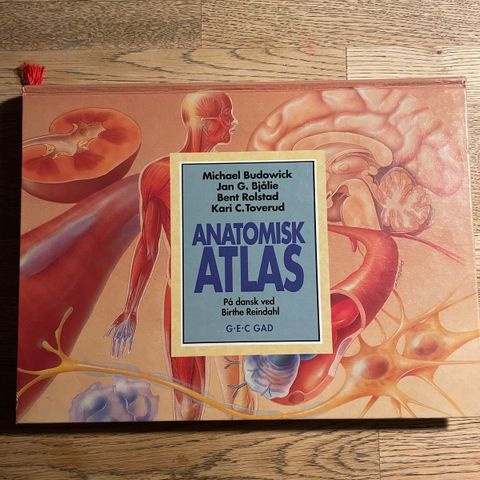 Michael Budowick
Jan G. Bjålie
Bent Rolstad
Kari C. Toverud
ANATOMISK
ATLAS
På dansk ved
Birthe Reindahl
G·E·C GAD